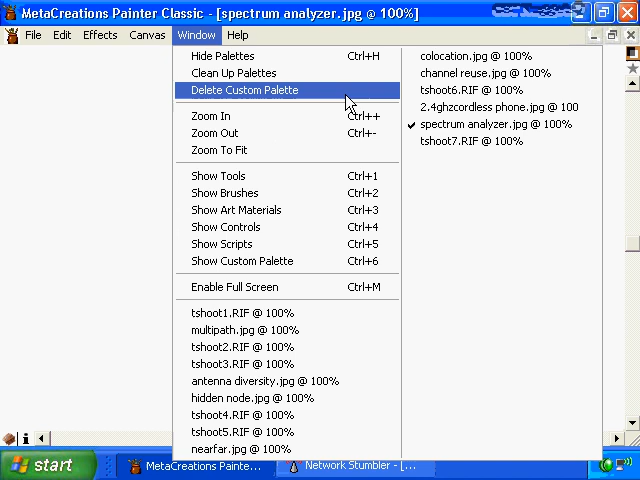 MetaCreations Painter Classic - [spectrum analyzer.jpg @ 100%]
File Edit Effects Canvas Window Help
Hide Palettes Ctrl+H
Clean Up Palettes
Delete Custom Palette
Zoom In Ctrl++
Zoom Out Ctrl+-
Zoom To Fit
Show Tools Ctrl+1
Show Brushes Ctrl+2
Show Art Materials Ctrl+3
Show Controls Ctrl+4
Show Scripts Ctrl+5
Show Custom Palette Ctrl+6
Enable Full Screen Ctrl+M
tshoot1.RIF @ 100%
multipath.jpg @ 100%
tshoot2.RIF @ 100%
tshoot3.RIF @ 100%
antenna diversity.jpg @ 100%
hidden node.jpg @ 100%
tshoot4.RIF @ 100%
tshoot5.RIF @ 100%
nearfar.jpg @ 100%
colocation.jpg @ 100%
channel reuse.jpg @ 100%
tshoot6.RIF @ 100%
2.4ghzcordless phone.jpg @ 100
spectrum analyzer.jpg @ 100%
tshoot7.RIF @ 100%
start
MetaCreations Painte...
Network Stumbler - [...